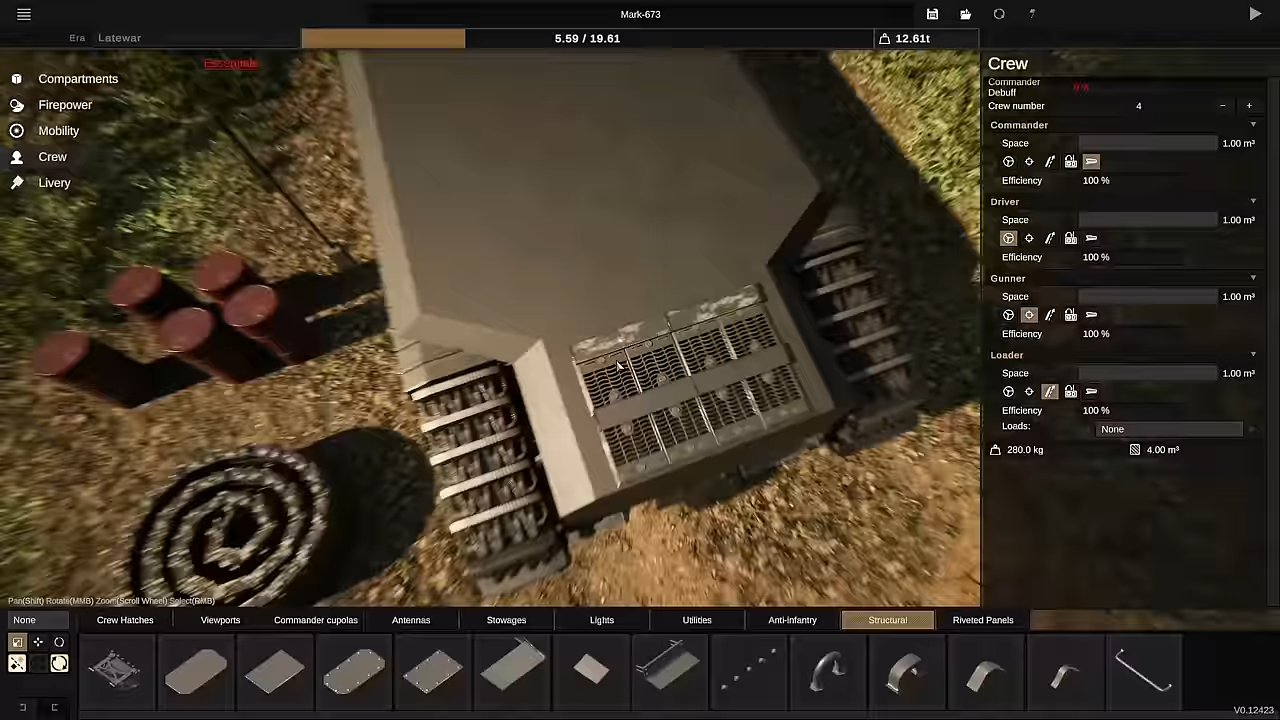 Mark-673
Era Latewar
5.59 / 19.61
12.61t
Compartments
Firepower
Mobility
Crew
Livery
Essentials
Crew
Commander
Debuff
0 %
Crew number 4 - +
Commander
Space 1.00 m³
Efficiency 100 %
Driver
Space 1.00 m³
Efficiency 100 %
Gunner
Space 1.00 m³
Efficiency 100 %
Loader
Space 1.00 m³
Efficiency 100 %
Loads: None
280.0 kg 4.00 m³
Pan(Shift) Rotate(MMB) Zoom(Scroll Wheel) Select(RMB)
None
Crew Hatches Viewports Commander cupolas Antennas Stowages Lights Utilities Anti-infantry Structural Riveted Panels
V0.12423